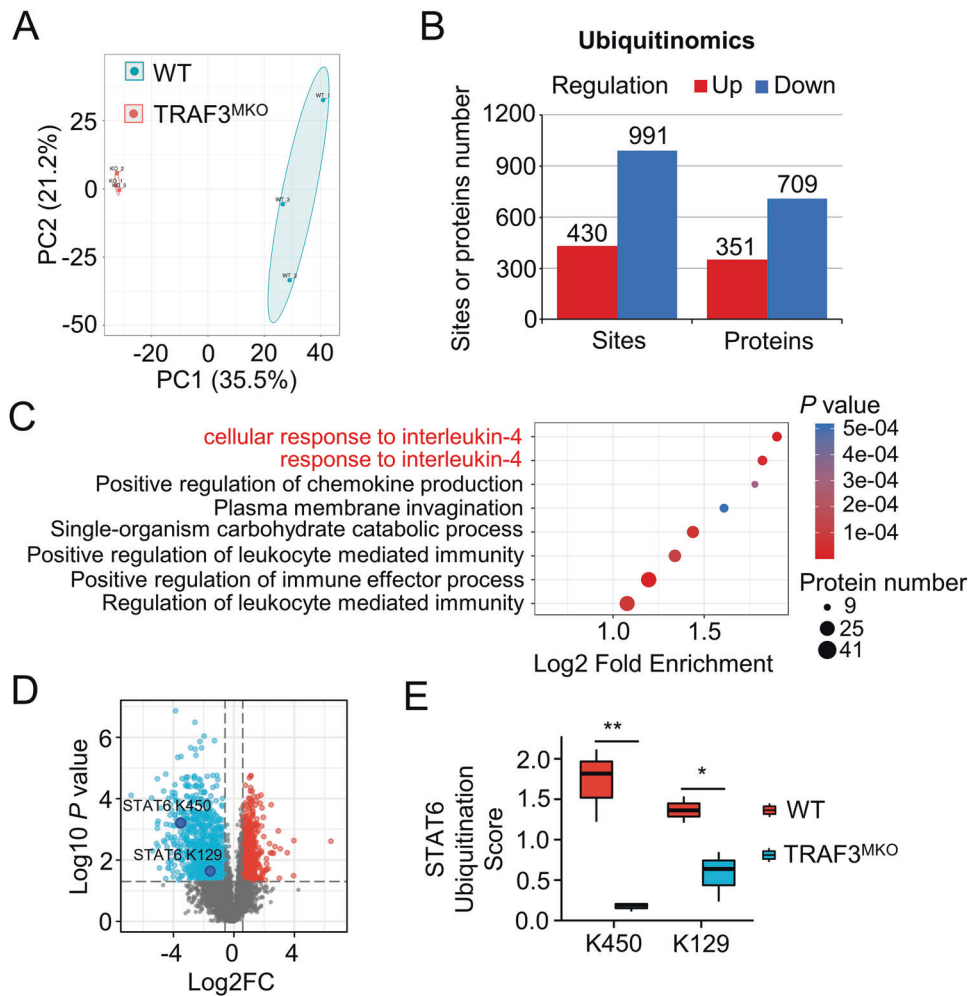 A
WT
TRAF3MKO
PC2 (21.2%)
25
0
-25
-50
WT_1
WT_3
WT_2
KO_2
KO_1
KO_3
-20 0 20 40
PC1 (35.5%)
B
Ubiquitinomics
Regulation Up Down
Sites or proteins number
1200
900
600
300
0
430
991
351
709
Sites Proteins
C
cellular response to interleukin-4
response to interleukin-4
Positive regulation of chemokine production
Plasma membrane invagination
Single-organism carbohydrate catabolic process
Positive regulation of leukocyte mediated immunity
Positive regulation of immune effector process
Regulation of leukocyte mediated immunity
1.0 1.5
Log2 Fold Enrichment
P value
5e-04
4e-04
3e-04
2e-04
1e-04
Protein number
9
25
41
D
Log10 P value
6
4
2
0
STAT6 K450
STAT6 K129
-4 0 4
Log2FC
E
STAT6
Ubiquitination
Score
2.0
1.5
1.0
0.5
0.0
**
*
K450 K129
WT
TRAF3MKO